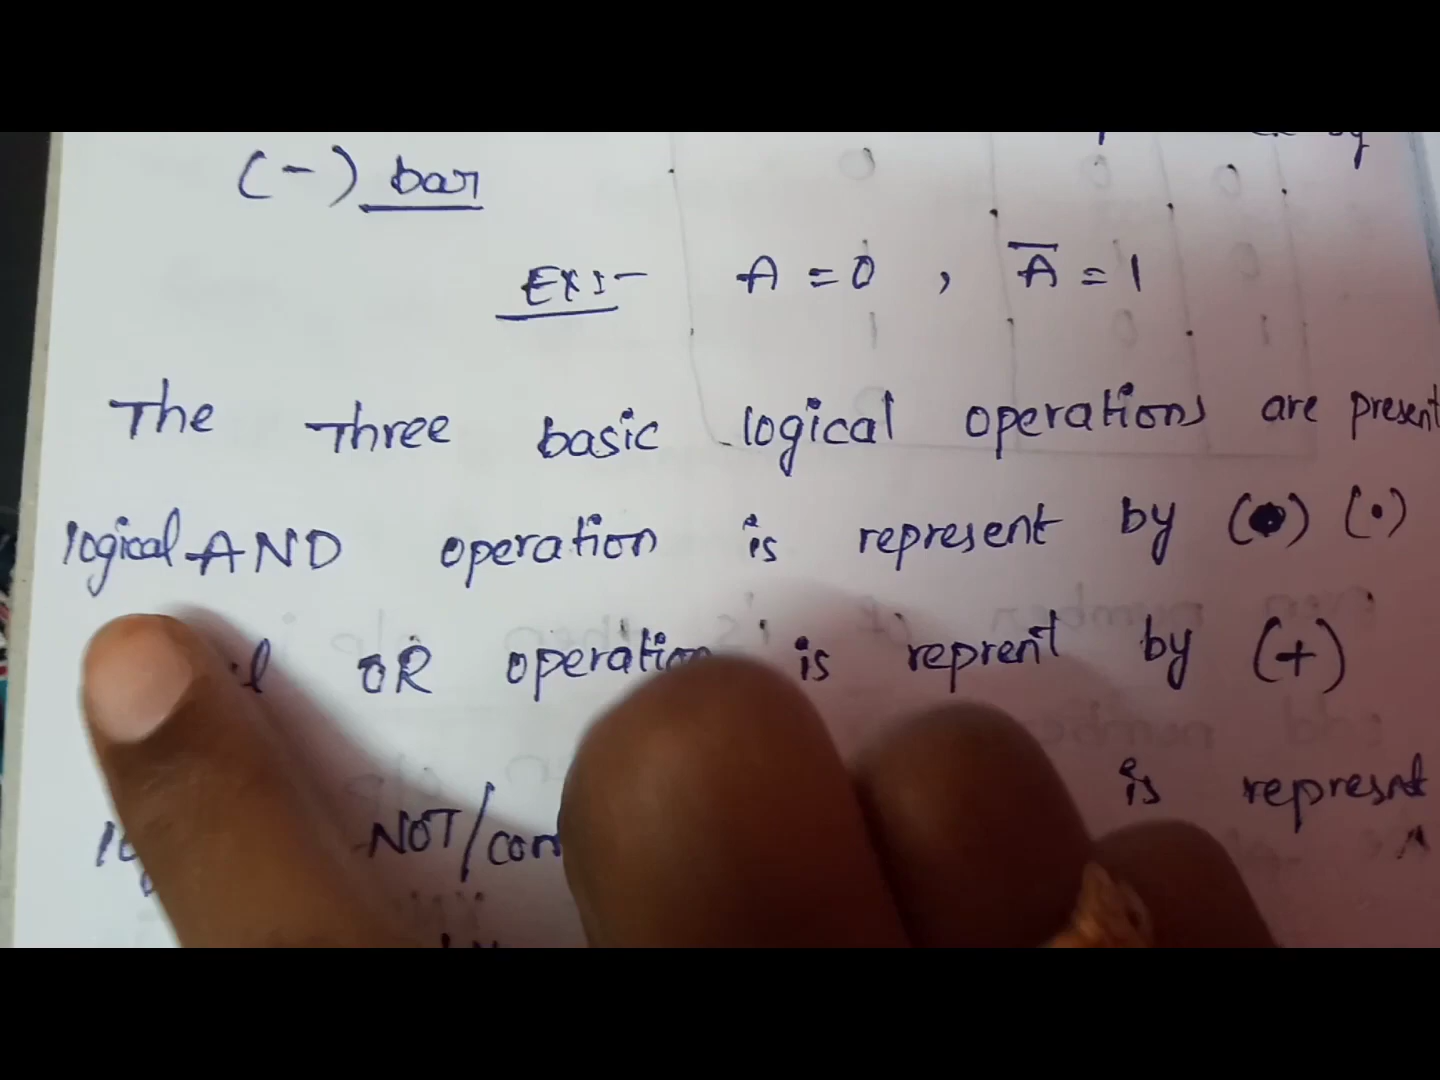 (-) bar
Ex:- A = 0 , A̅ = 1
The Three basic logical operations are present
logical AND operation is represent by (•) (•)
OR operation is reprent by (+)
NOT/com is represnt